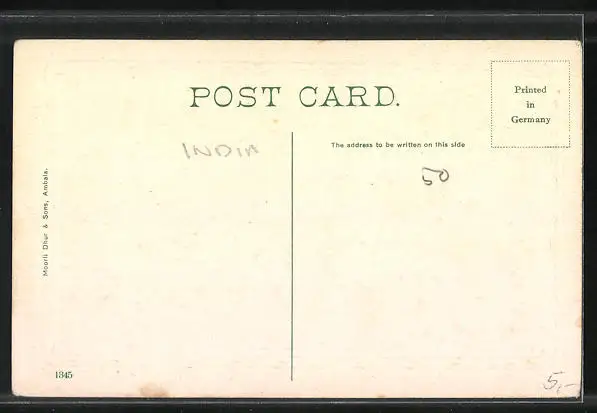 POST CARD.
Printed
in
Germany
The address to be written on this side
INDIA
50
Moorli Dhur & Sons, Ambala.
1345
5,-